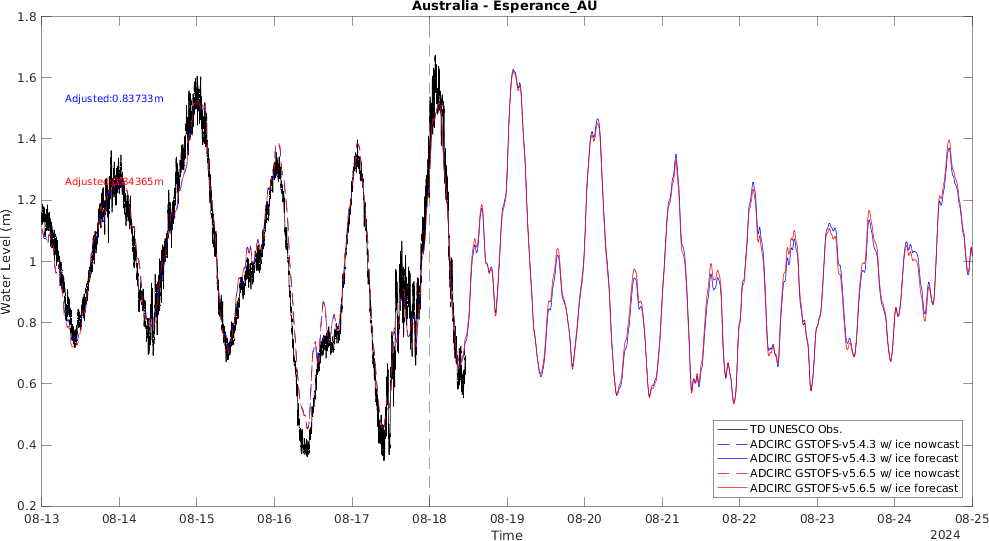 Australia - Esperance_AU
Water Level (m)
1.8
1.6
1.4
1.2
1
0.8
0.6
0.4
0.2
Adjusted:0.83733m
Adjusted:0.84365m
TD UNESCO Obs.
ADCIRC GSTOFS-v5.4.3 w/ ice nowcast
ADCIRC GSTOFS-v5.4.3 w/ ice forecast
ADCIRC GSTOFS-v5.6.5 w/ ice nowcast
ADCIRC GSTOFS-v5.6.5 w/ ice forecast
08-13 08-14 08-15 08-16 08-17 08-18 08-19 08-20 08-21 08-22 08-23 08-24 08-25
Time
2024